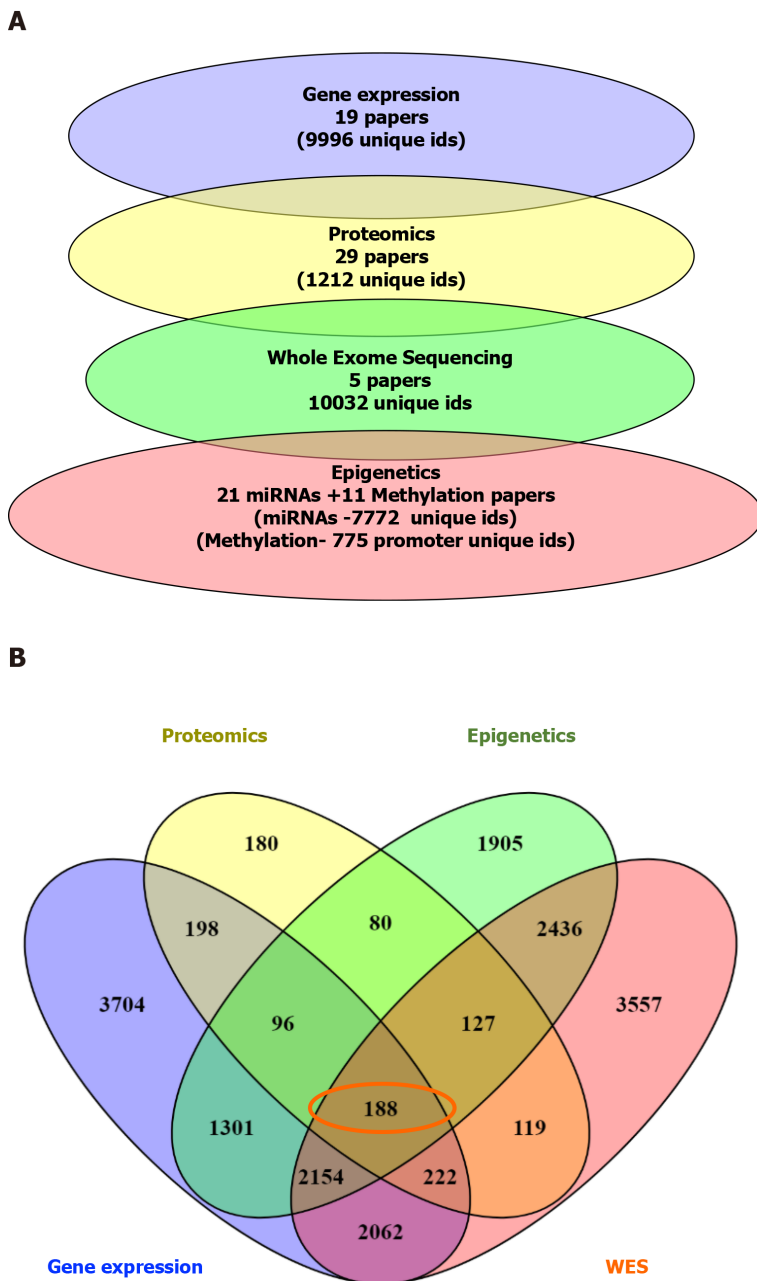 A
Gene expression
19 papers
(9996 unique ids)
Proteomics
29 papers
(1212 unique ids)
Whole Exome Sequencing
5 papers
10032 unique ids
Epigenetics
21 miRNAs +11 Methylation papers
(miRNAs -7772 unique ids)
(Methylation- 775 promoter unique ids)
B
Proteomics
Epigenetics
180
1905
198
80
2436
3704
96
127
3557
1301
188
119
2154
222
2062
Gene expression
WES